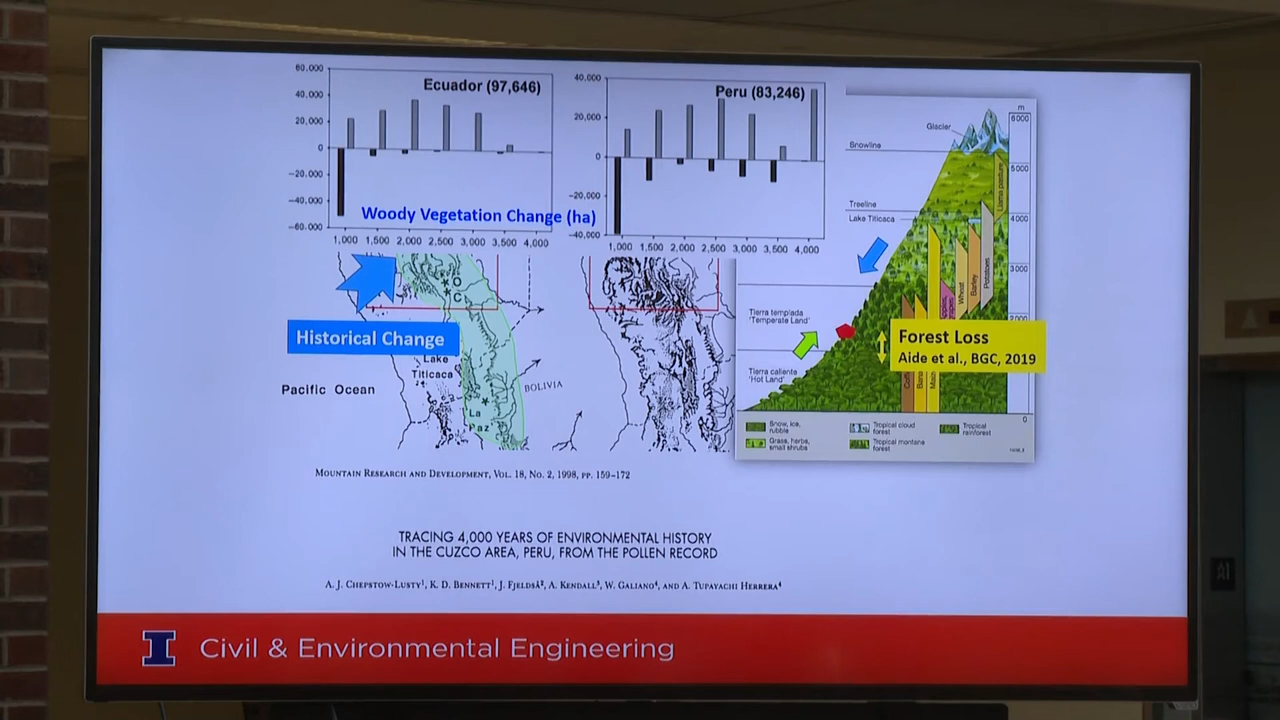 60,000
40,000
20,000
0
−20,000
−40,000
−60,000
Ecuador (97,646)
1,000 1,500 2,000 2,500 3,000 3,500 4,000
40,000
20,000
0
−20,000
−40,000
Peru (83,246)
1,000 1,500 2,000 2,500 3,000 3,500 4,000
Woody Vegetation Change (ha)
Historical Change
O
C
Lake
Titicaca
Pacific Ocean
BOLIVIA
La
Paz
m
6000
5000
4000
3000
2000
0
Glacier
Snowline
Treeline
Lake Titicaca
Llama pasture
Potatoes
Barley
Wheat
Tierra templada
'Temperate Land'
Tierra caliente
'Hot Land'
Forest Loss
Aide et al., BGC, 2019
Snow, ice,
rubble
Grass, herbs,
small shrubs
Tropical cloud
forest
Tropical montane
forest
Tropical
rainforest
MOUNTAIN RESEARCH AND DEVELOPMENT, VOL. 18, NO. 2, 1998, PP. 159–172
TRACING 4,000 YEARS OF ENVIRONMENTAL HISTORY
IN THE CUZCO AREA, PERU, FROM THE POLLEN RECORD
A. J. CHEPSTOW-LUSTY¹, K. D. BENNETT¹, J. FJELDSÅ², A. KENDALL³, W. GALIANO⁴, AND A. TUPAYACHI HERRERA⁴
I Civil & Environmental Engineering